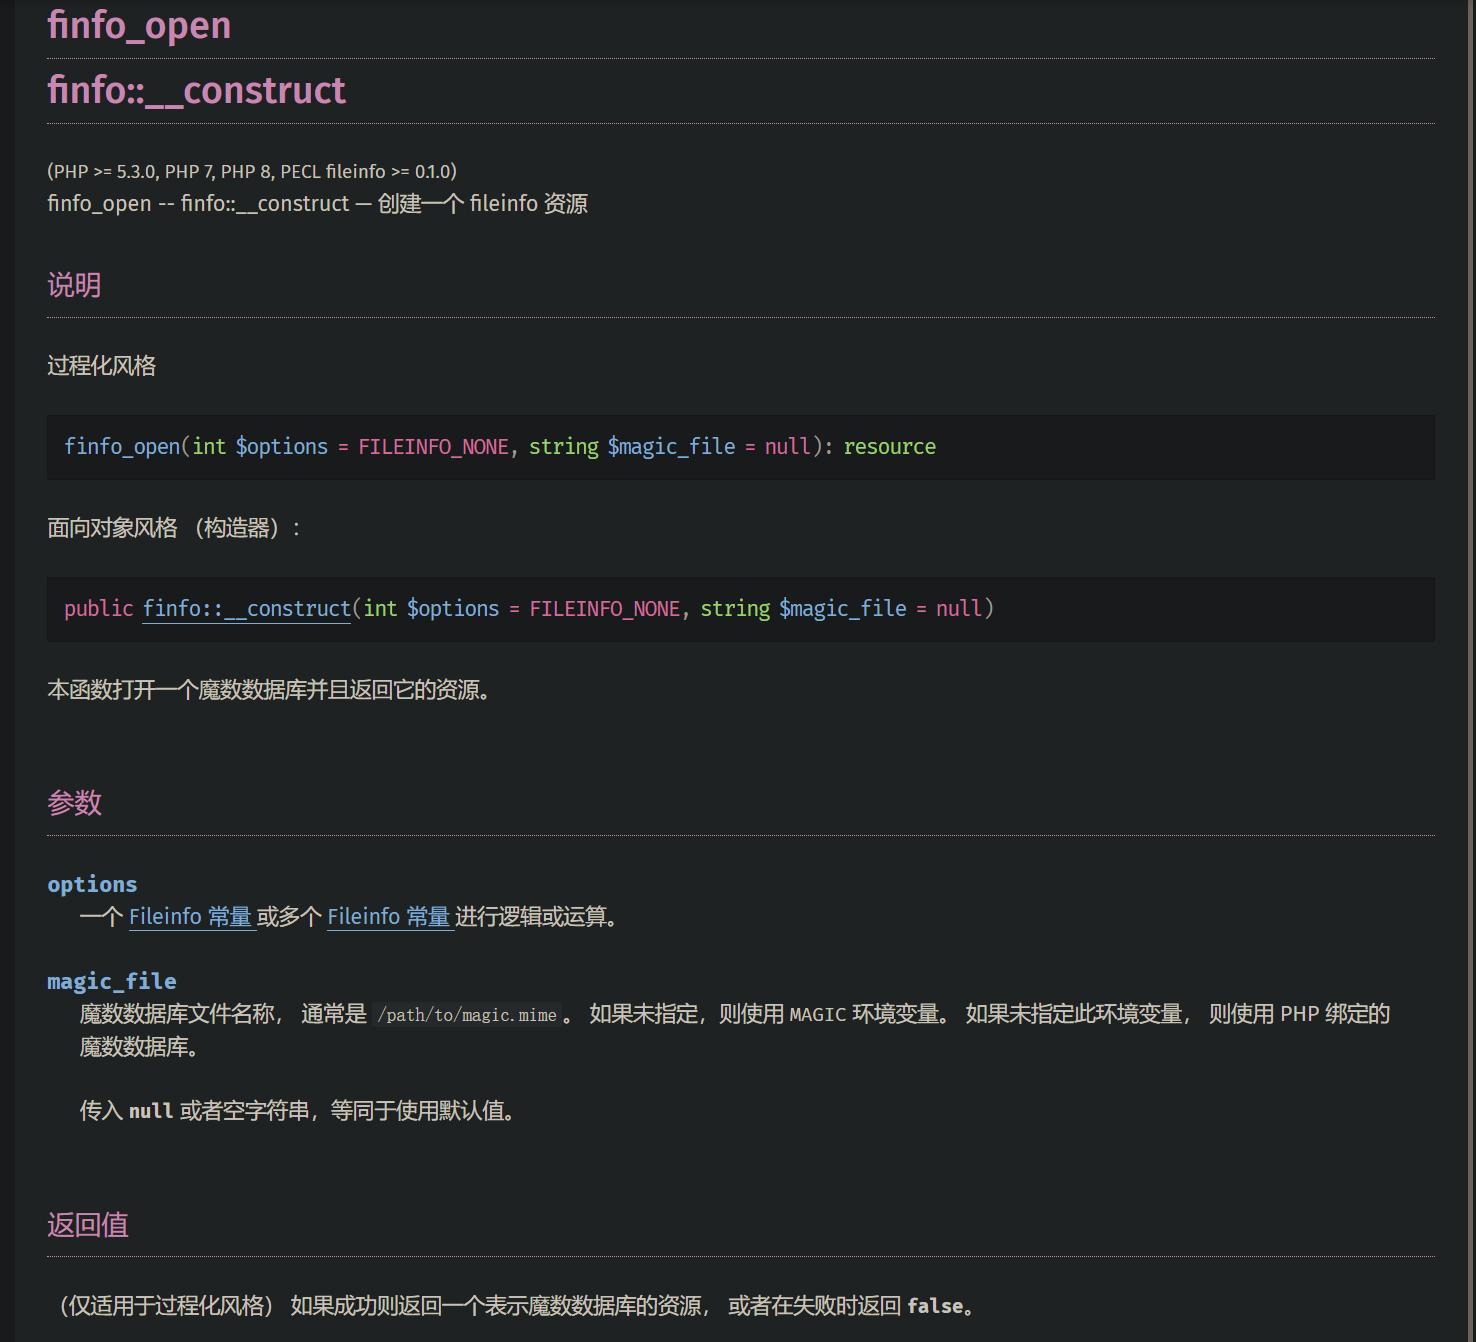 finfo_open
finfo::__construct
(PHP >= 5.3.0, PHP 7, PHP 8, PECL fileinfo >= 0.1.0)
finfo_open -- finfo::__construct — 创建一个 fileinfo 资源
说明
过程化风格
finfo_open(int $options = FILEINFO_NONE, string $magic_file = null): resource
面向对象风格 （构造器）：
public finfo::__construct(int $options = FILEINFO_NONE, string $magic_file = null)
本函数打开一个魔数数据库并且返回它的资源。
参数
options
一个 Fileinfo 常量 或多个 Fileinfo 常量 进行逻辑或运算。
magic_file
魔数数据库文件名称， 通常是 /path/to/magic.mime 。 如果未指定，则使用 MAGIC 环境变量。 如果未指定此环境变量， 则使用 PHP 绑定的
魔数数据库。
传入 null 或者空字符串，等同于使用默认值。
返回值
（仅适用于过程化风格） 如果成功则返回一个表示魔数数据库的资源， 或者在失败时返回 false。